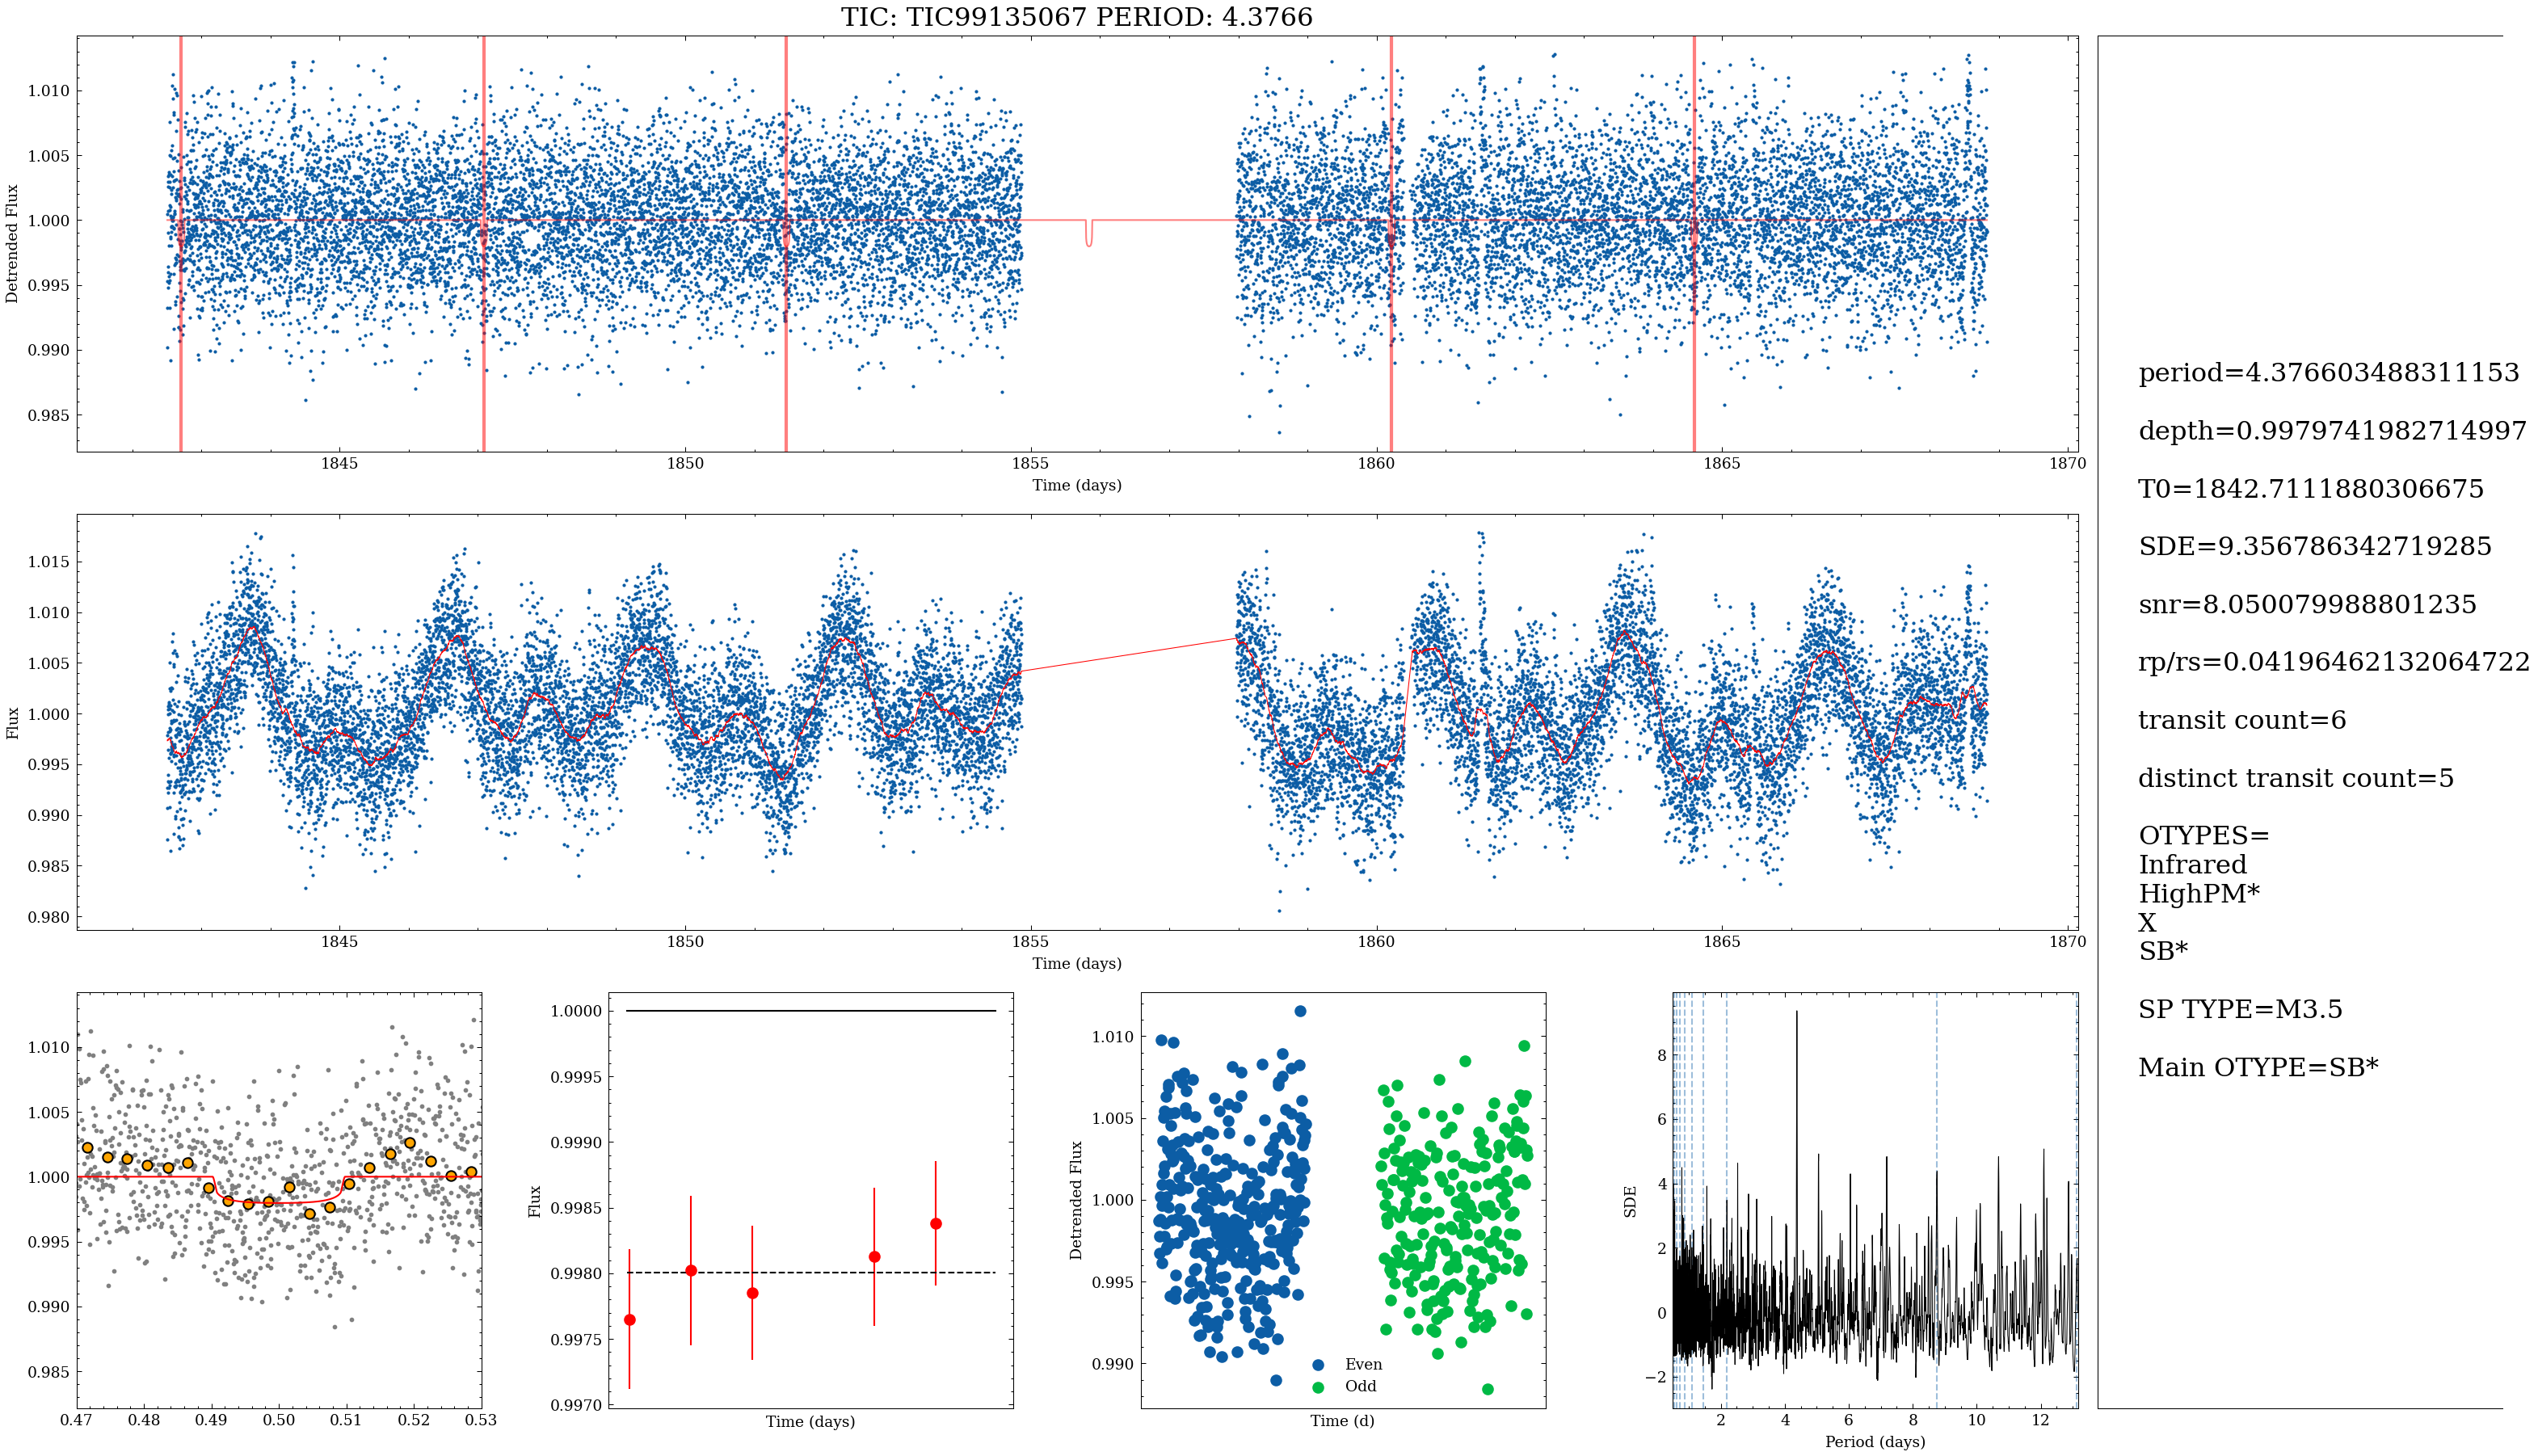 TIC: TIC99135067 PERIOD: 4.3766
Detrended Flux
1.010
1.005
1.000
0.995
0.990
0.985
1845
1850
1855
1860
1865
1870
Time (days)
Flux
1.015
1.010
1.005
1.000
0.995
0.990
0.985
0.980
1845
1850
1855
1860
1865
1870
Time (days)
1.010
1.005
1.000
0.995
0.990
0.985
0.47
0.48
0.49
0.50
0.51
0.52
0.53
Flux
1.0000
0.9995
0.9990
0.9985
0.9980
0.9975
0.9970
Time (days)
Detrended Flux
1.010
1.005
1.000
0.995
0.990
Even
Odd
Time (d)
SDE
8
6
4
2
0
−2
2
4
6
8
10
12
Period (days)
period=4.376603488311153
depth=0.9979741982714997
T0=1842.7111880306675
SDE=9.356786342719285
snr=8.050079988801235
rp/rs=0.04196462132064722
transit count=6
distinct transit count=5
OTYPES=
Infrared
HighPM*
X
SB*
SP TYPE=M3.5
Main OTYPE=SB*